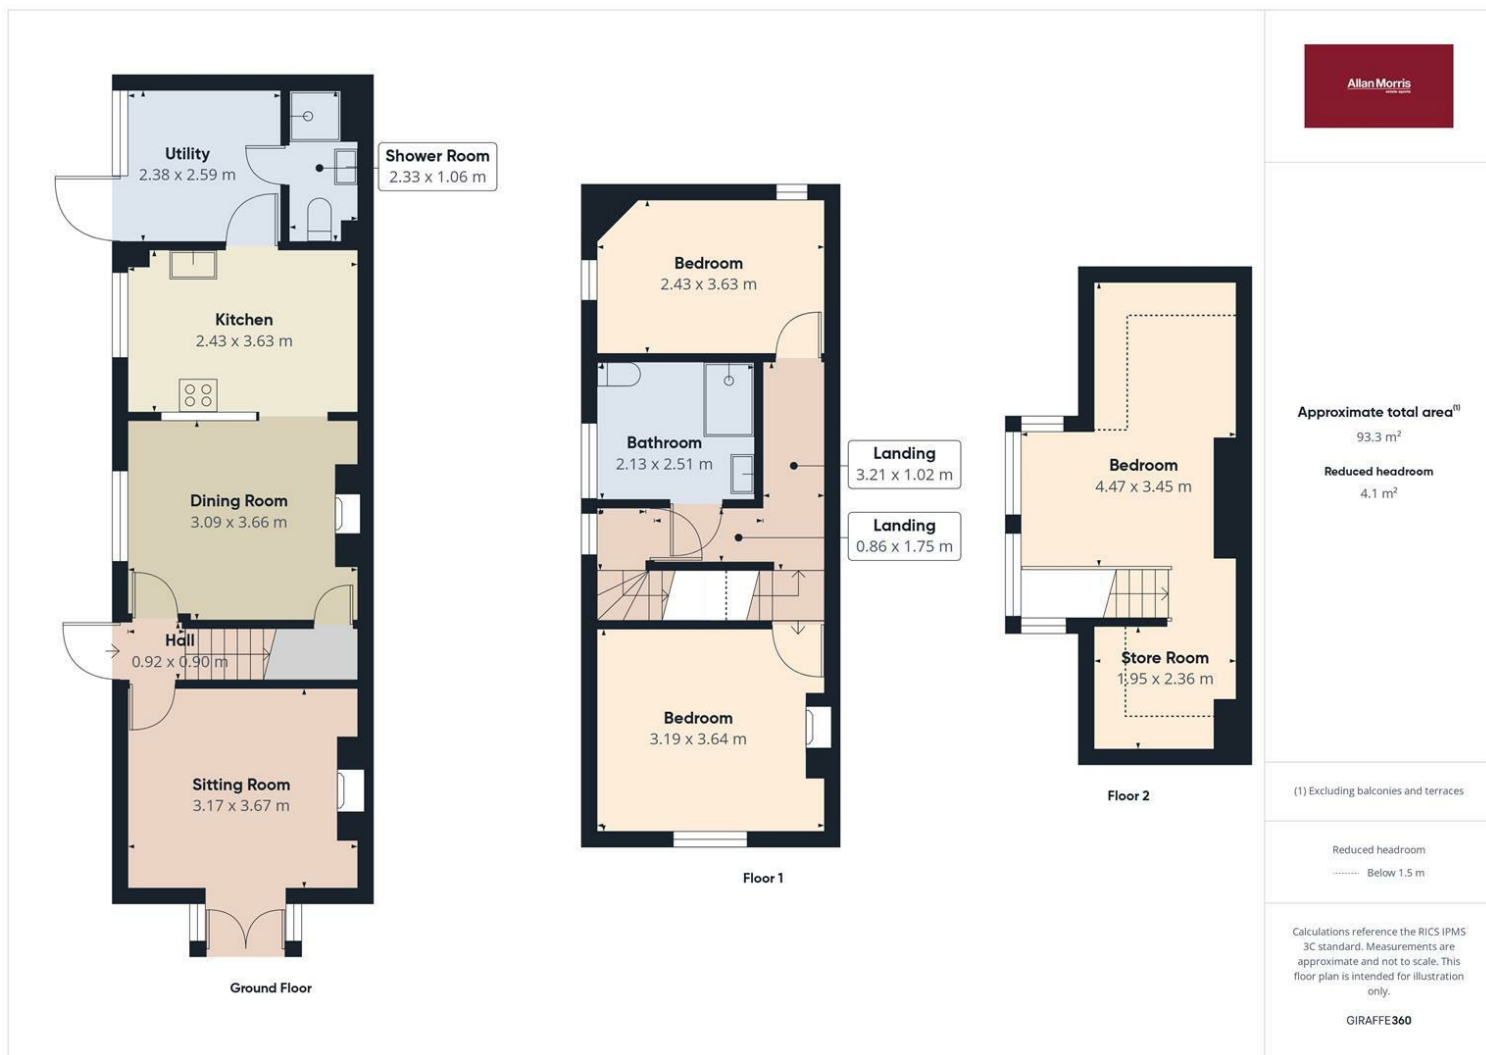 Utility
2.38 x 2.59 m
Shower Room
2.33 x 1.06 m
Kitchen
2.43 x 3.63 m
Dining Room
3.09 x 3.66 m
Hall
0.92 x 0.90 m
Sitting Room
3.17 x 3.67 m
Ground Floor
Bedroom
2.43 x 3.63 m
Bathroom
2.13 x 2.51 m
Landing
3.21 x 1.02 m
Landing
0.86 x 1.75 m
Bedroom
3.19 x 3.64 m
Floor 1
Bedroom
4.47 x 3.45 m
Store Room
1.95 x 2.36 m
Floor 2
Allan Morris
estate agents
Approximate total area⁽¹⁾
93.3 m²
Reduced headroom
4.1 m²
(1) Excluding balconies and terraces
Reduced headroom
Below 1.5 m
Calculations reference the RICS IPMS
3C standard. Measurements are
approximate and not to scale. This
floor plan is intended for illustration
only.
GIRAFFE360